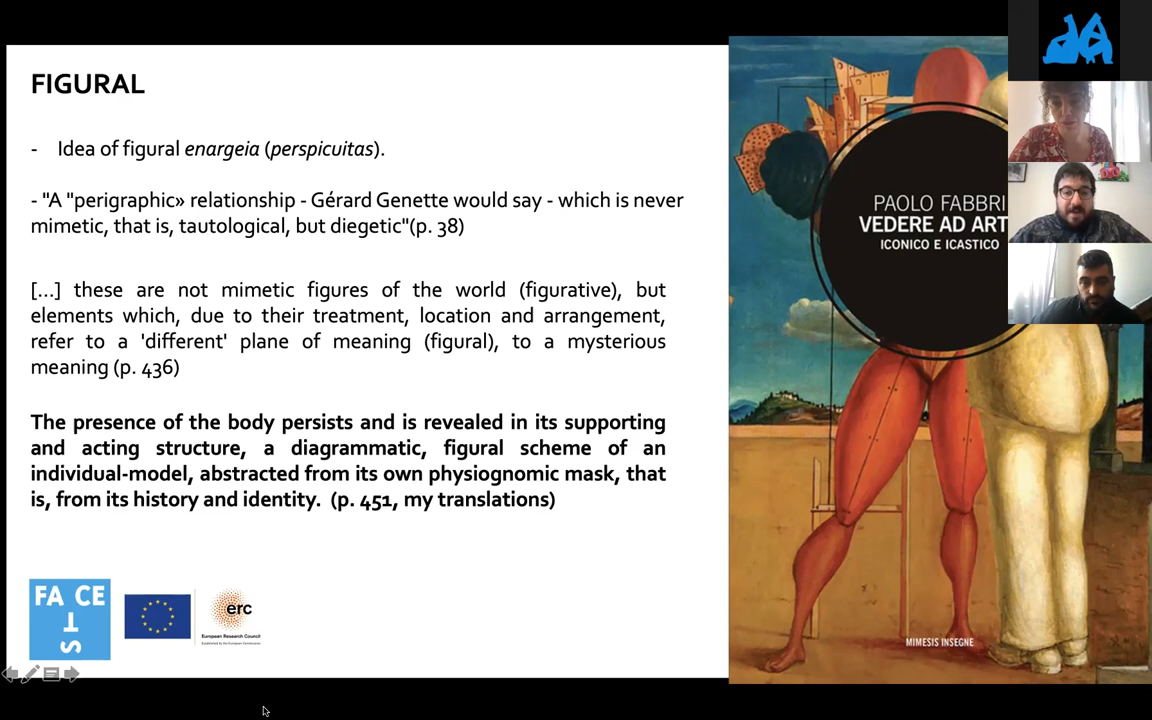 FIGURAL
- Idea of figural enargeia (perspicuitas).
- "A "perigraphic» relationship - Gérard Genette would say - which is never
mimetic, that is, tautological, but diegetic"(p. 38)
[...] these are not mimetic figures of the world (figurative), but
elements which, due to their treatment, location and arrangement,
refer to a 'different' plane of meaning (figural), to a mysterious
meaning (p. 436)
The presence of the body persists and is revealed in its supporting
and acting structure, a diagrammatic, figural scheme of an
individual-model, abstracted from its own physiognomic mask, that
is, from its history and identity. (p. 451, my translations)
FA CE
T
S
erc
European Research Council
Established by the European Commission
PAOLO FABBRI
VEDERE AD ART
ICONICO E ICASTICO
MIMESIS INSEGNE